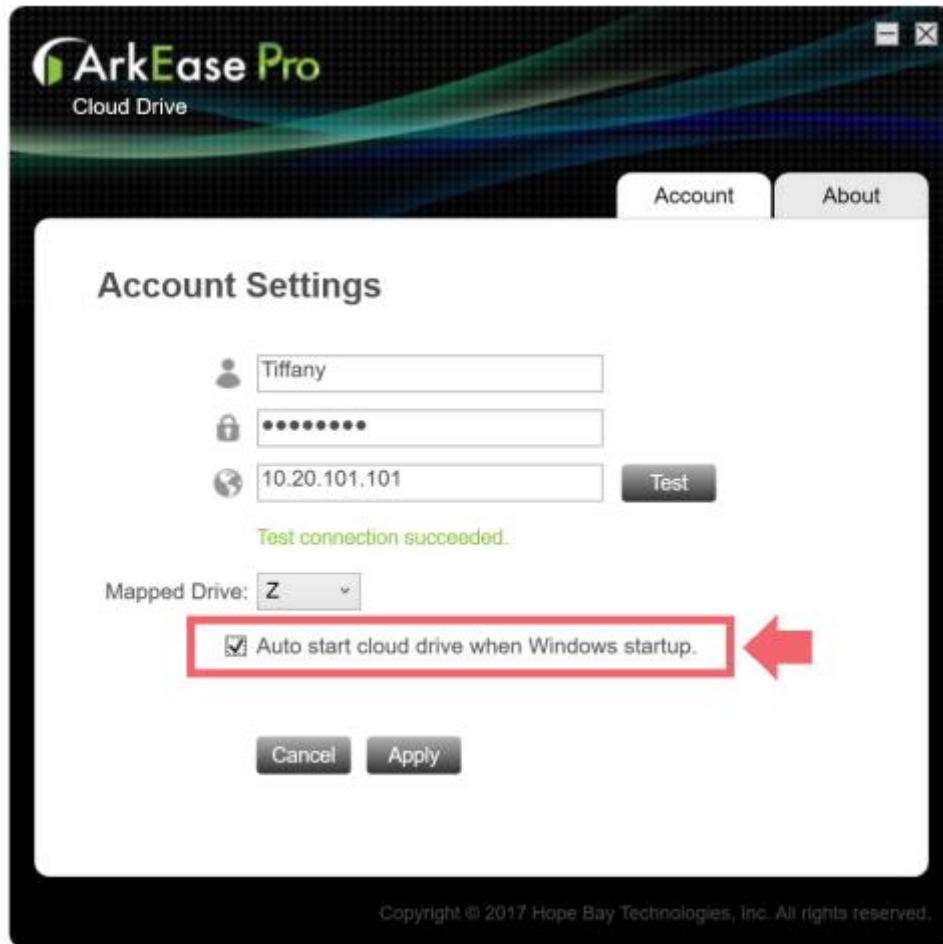 ArkEase Pro
Cloud Drive
Account
About
Account Settings
Tiffany
10.20.101.101
Test
Test connection succeeded.
Mapped Drive: Z
Auto start cloud drive when Windows startup.
Cancel
Apply
Copyright © 2017 Hope Bay Technologies, Inc. All rights reserved.